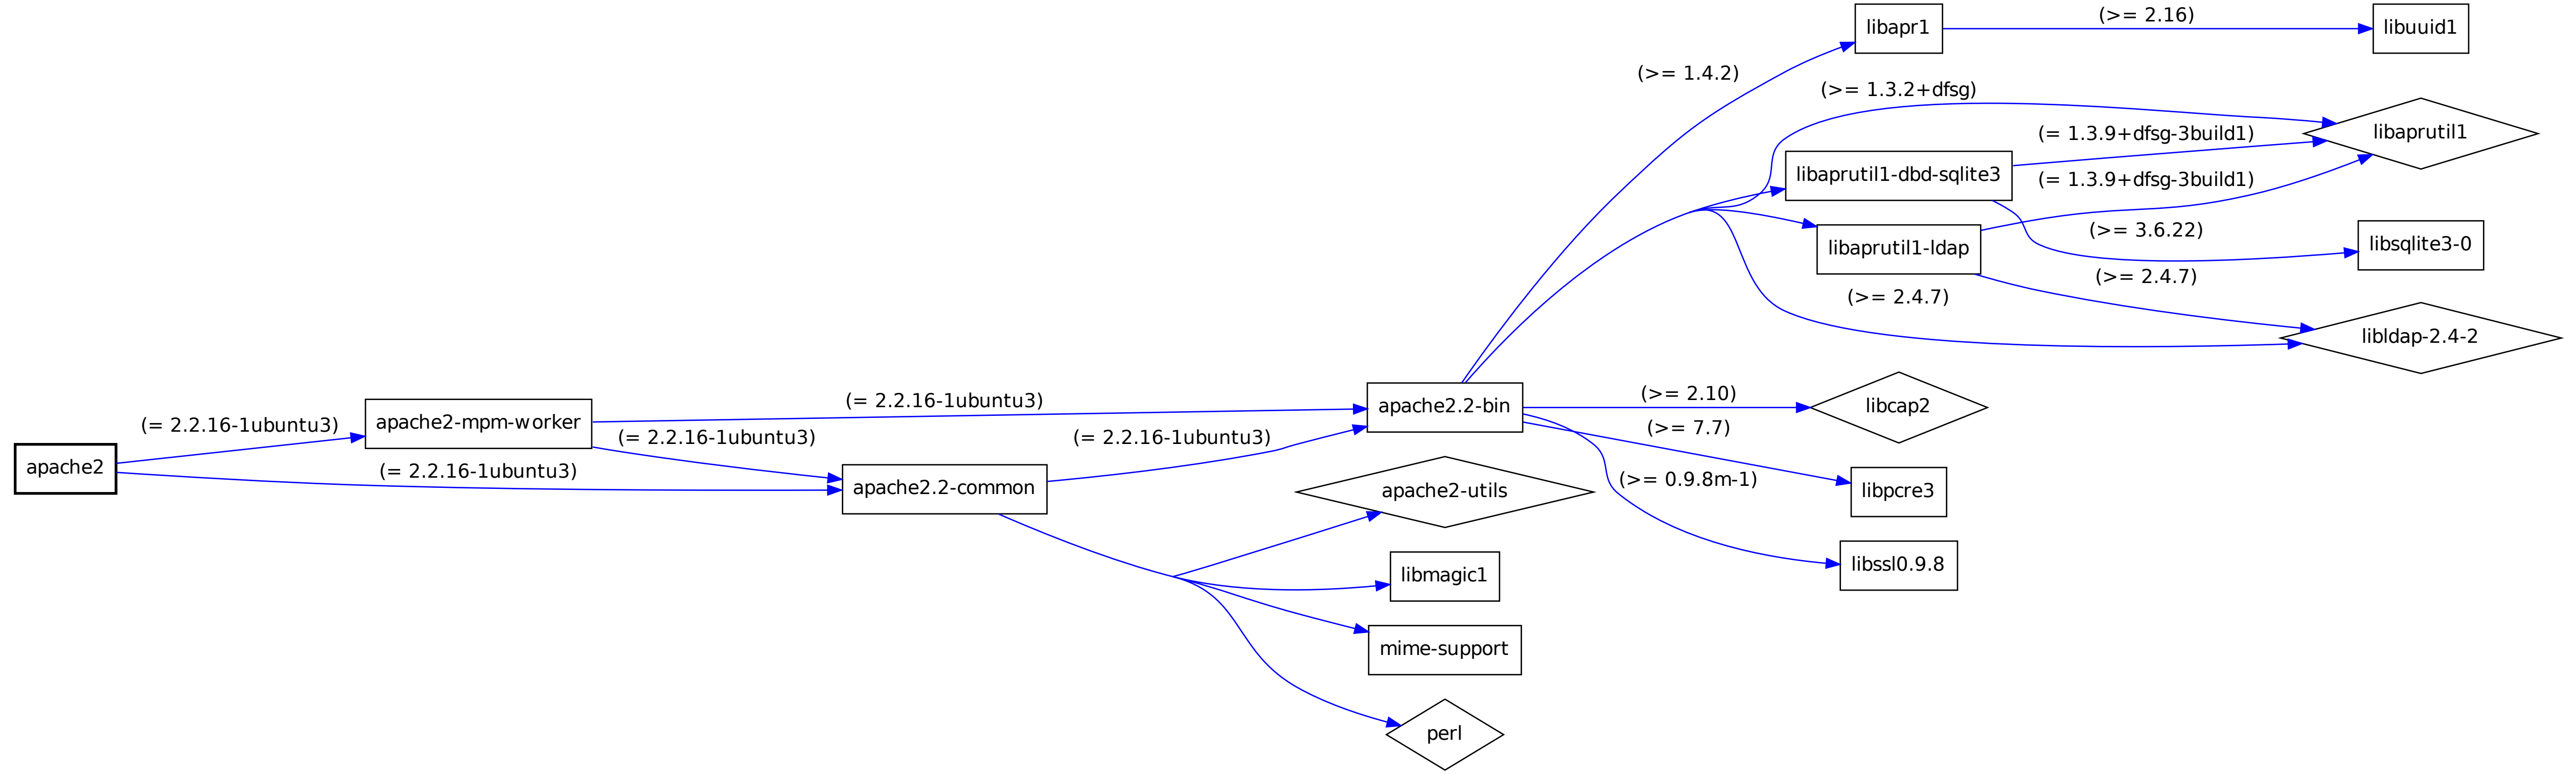 libapr1
(>= 2.16)
libuuid1
(>= 1.4.2)
(>= 1.3.2+dfsg)
(= 1.3.9+dfsg-3build1)
libaprutil1
libaprutil1-dbd-sqlite3
(= 1.3.9+dfsg-3build1)
(>= 3.6.22)
libaprutil1-ldap
libsqlite3-0
(>= 2.4.7)
(>= 2.4.7)
libldap-2.4-2
(= 2.2.16-1ubuntu3)
(>= 2.10)
apache2.2-bin
libcap2
(= 2.2.16-1ubuntu3)
apache2-mpm-worker
(= 2.2.16-1ubuntu3)
(= 2.2.16-1ubuntu3)
(>= 7.7)
apache2
(= 2.2.16-1ubuntu3)
apache2.2-common
apache2-utils
(>= 0.9.8m-1)
libpcre3
libmagic1
libssl0.9.8
mime-support
perl